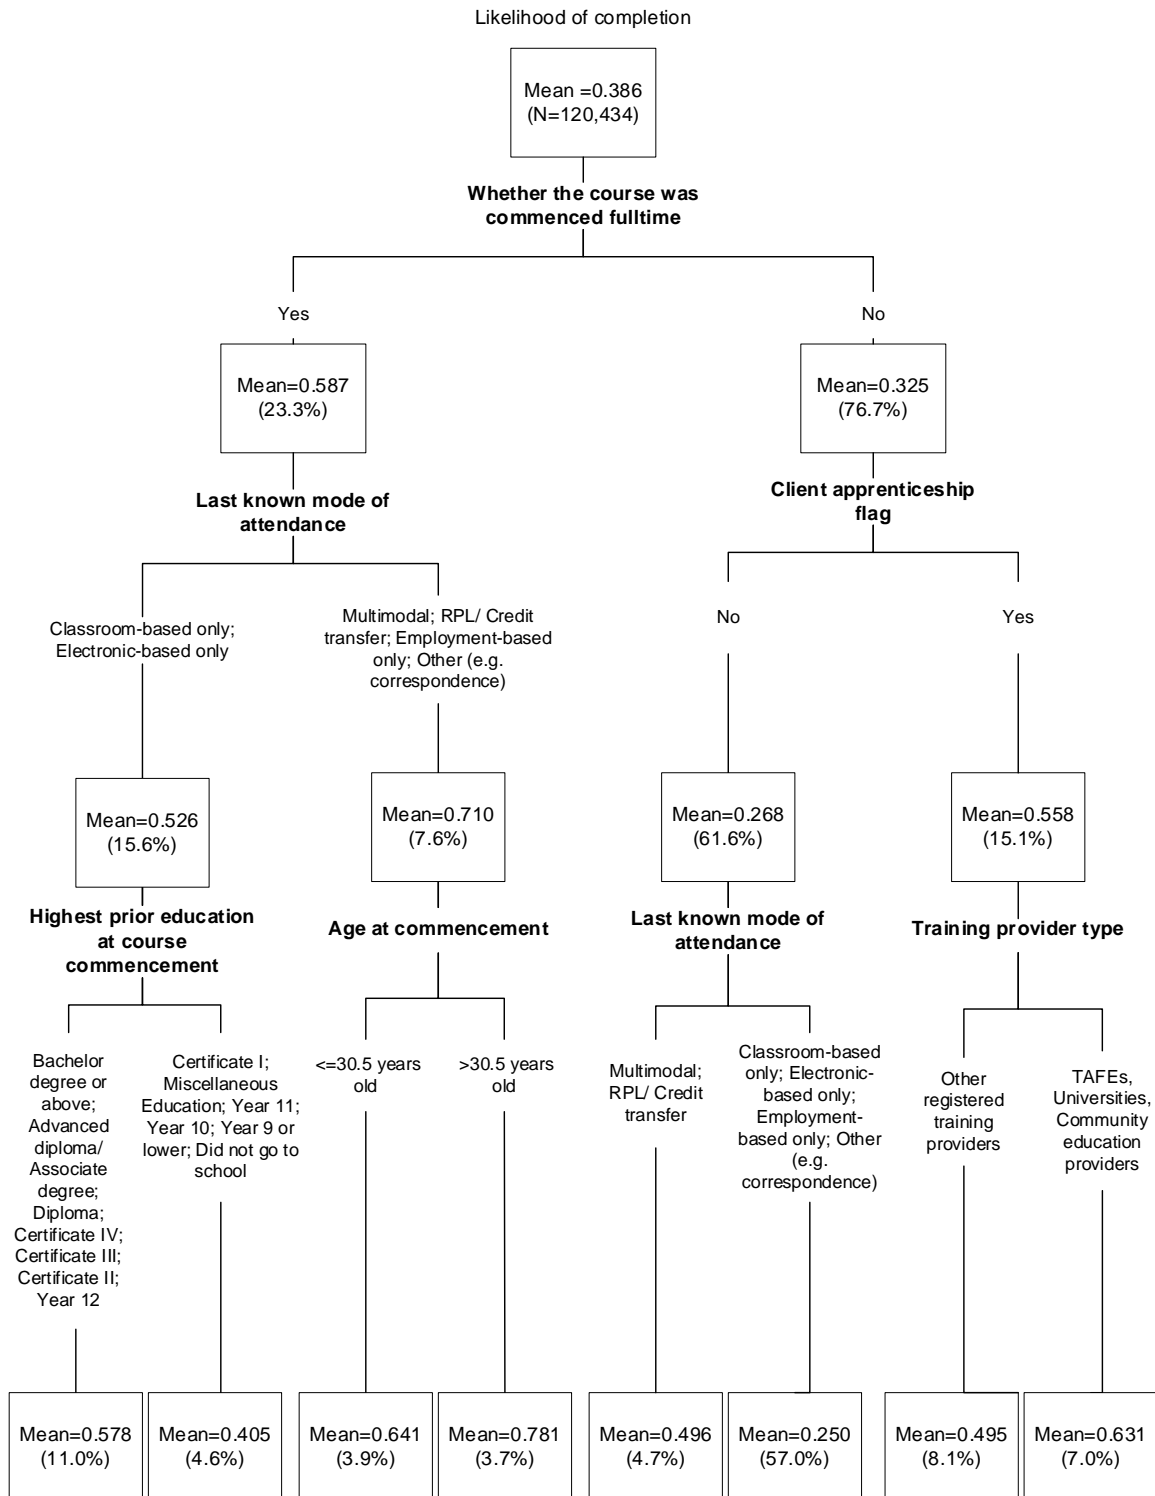 Likelihood of completion
Mean =0.386
(N=120,434)
Whether the course was
commenced fulltime
Yes
No
Mean=0.587
(23.3%)
Mean=0.325
(76.7%)
Last known mode of
attendance
Client apprenticeship
flag
Classroom-based only;
Electronic-based only
Multimodal; RPL/ Credit
transfer; Employment-based
only; Other (e.g.
correspondence)
No
Yes
Mean=0.526
(15.6%)
Mean=0.710
(7.6%)
Mean=0.268
(61.6%)
Mean=0.558
(15.1%)
Highest prior education
at course
commencement
Age at commencement
Last known mode of
attendance
Training provider type
Bachelor
degree or
above;
Advanced
diploma/
Associate
degree;
Diploma;
Certificate IV;
Certificate III;
Certificate II;
Year 12
Certificate I;
Miscellaneous
Education; Year 11;
Year 10; Year 9 or
lower; Did not go to
school
<=30.5 years
old
>30.5 years
old
Multimodal;
RPL/ Credit
transfer
Classroom-based
only; Electronic-
based only;
Employment-
based only; Other
(e.g.
correspondence)
Other
registered
training
providers
TAFEs,
Universities,
Community
education
providers
Mean=0.578
(11.0%)
Mean=0.405
(4.6%)
Mean=0.641
(3.9%)
Mean=0.781
(3.7%)
Mean=0.496
(4.7%)
Mean=0.250
(57.0%)
Mean=0.495
(8.1%)
Mean=0.631
(7.0%)